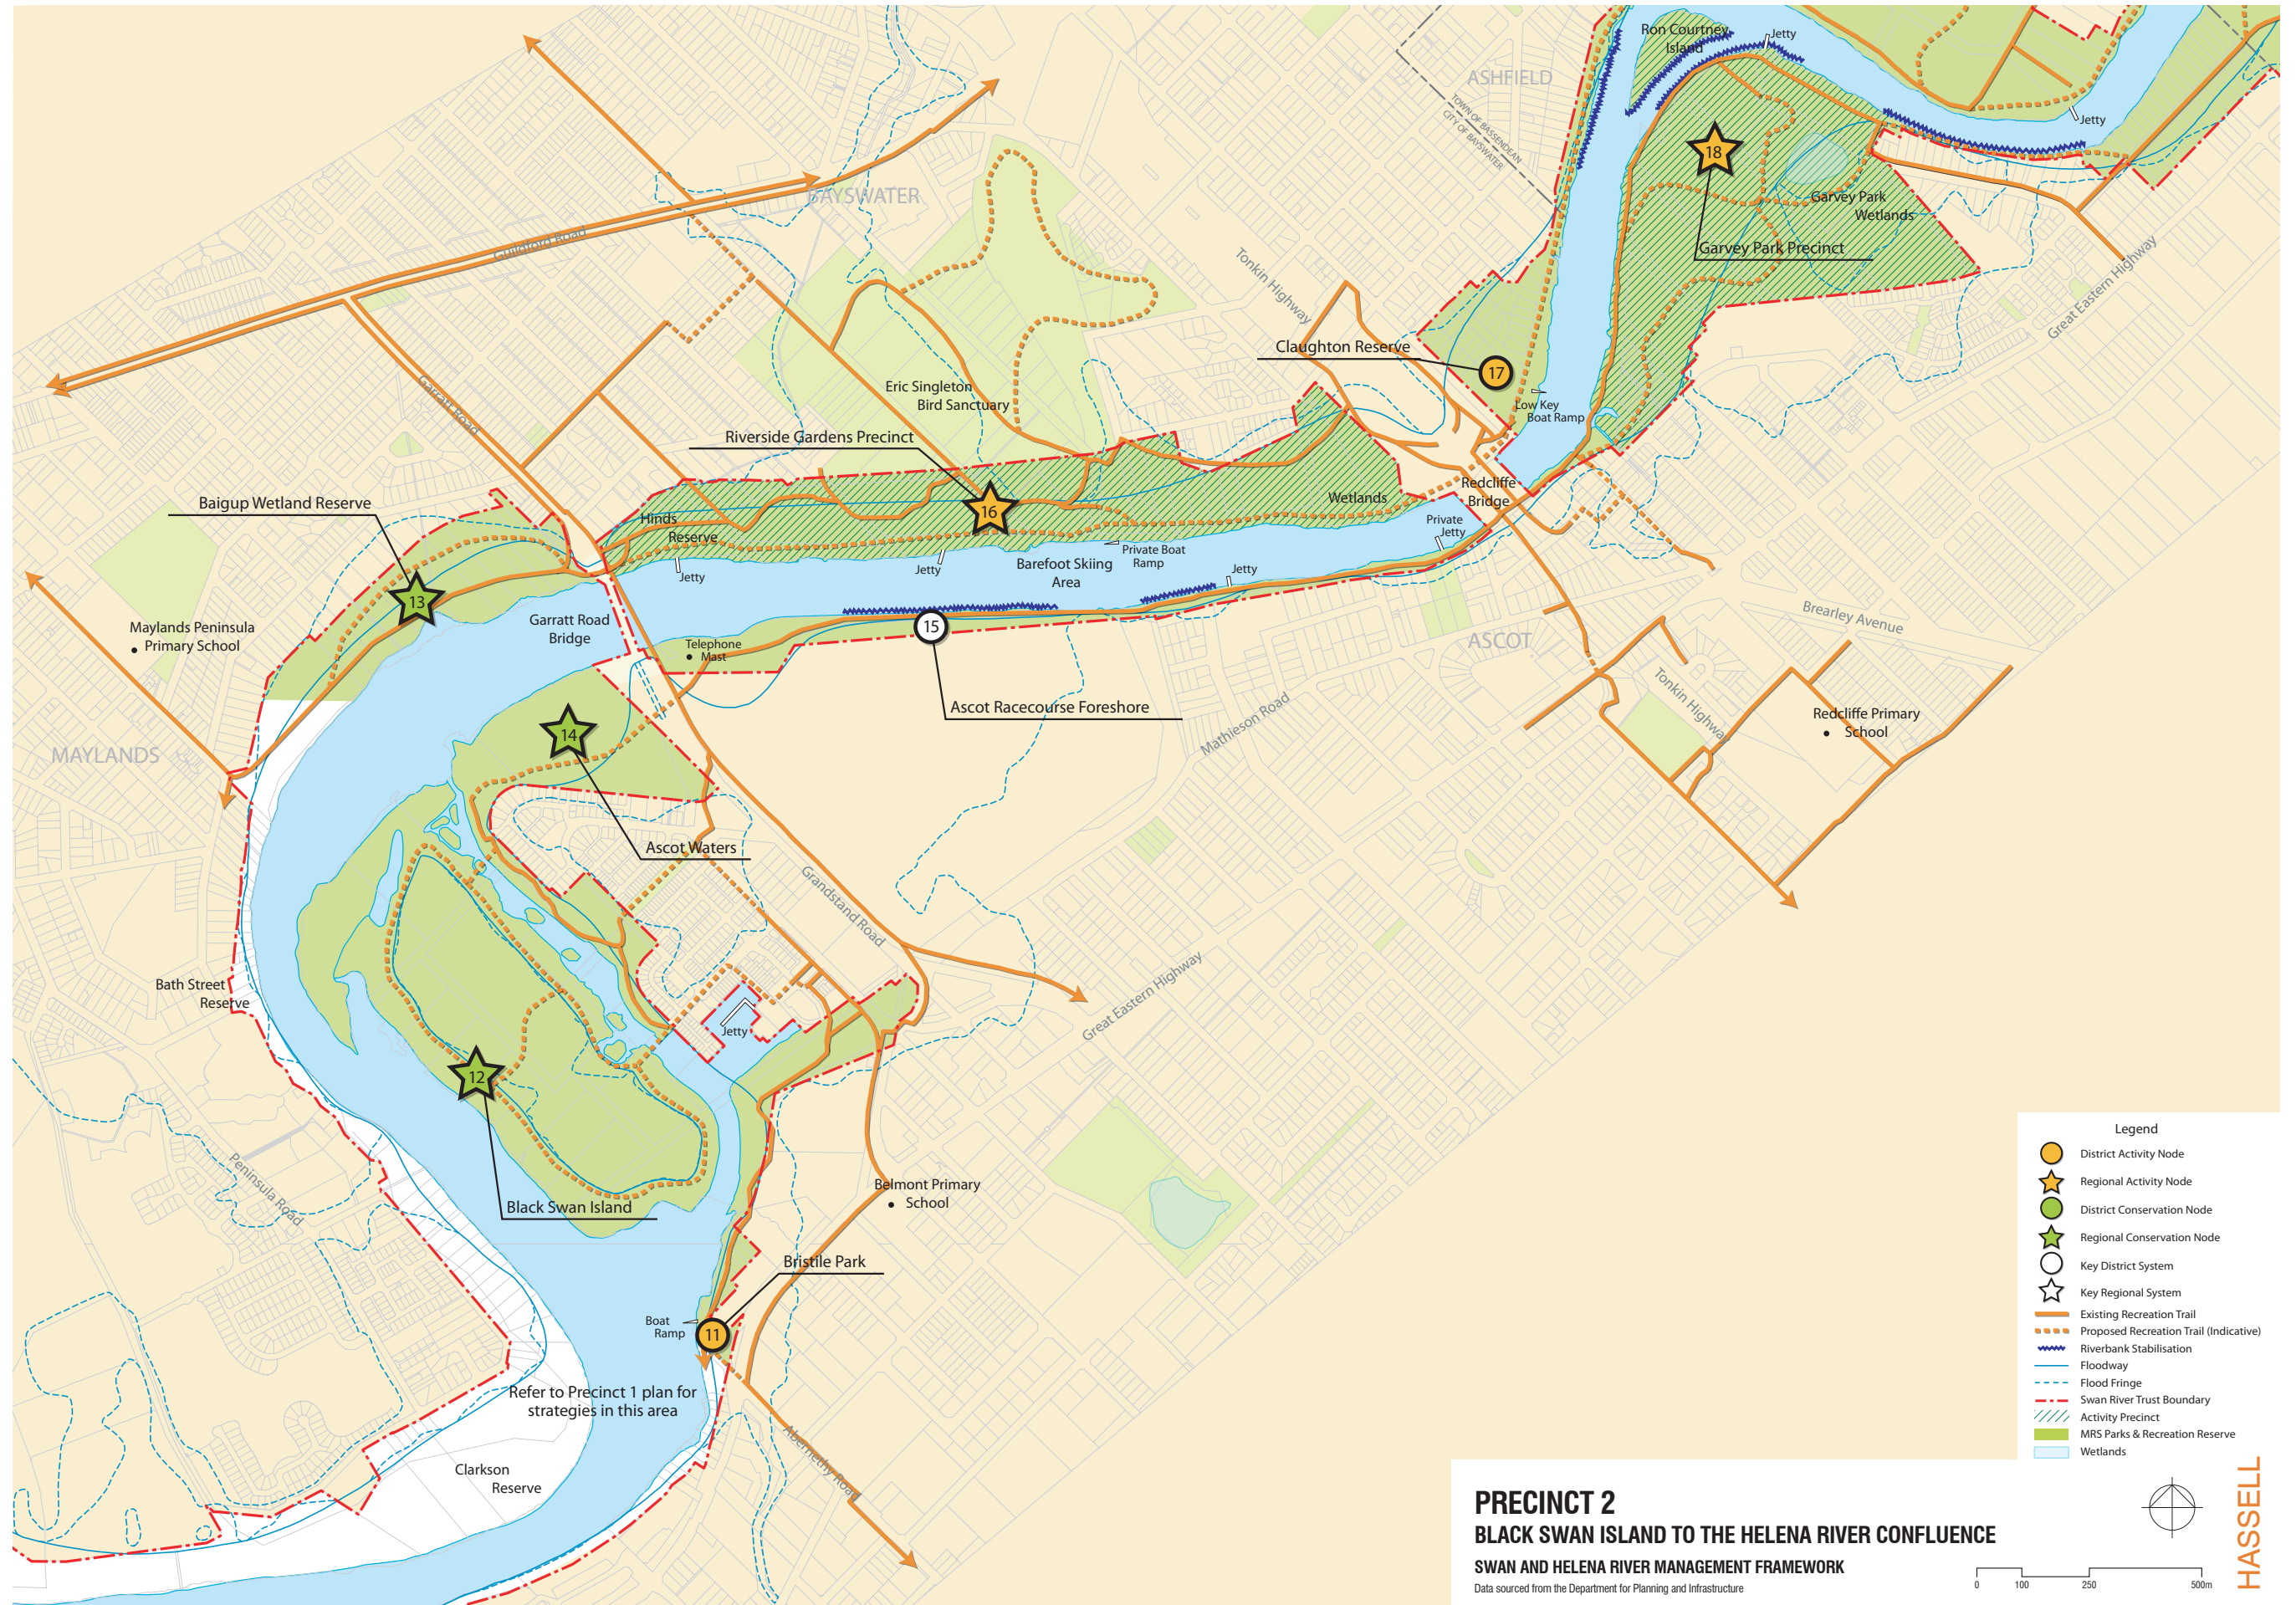 Ron Courtney
Island
Jetty
ASHFIELD
TOWN OF BASSENDEAN
CITY OF BAYSWATER
Jetty
18
BAYSWATER
Garvey Park
Wetlands
Guildford Road
Garvey Park Precinct
Tonkin Highway
Great Eastern Highway
Claughton Reserve
17
Garratt Road
Eric Singleton
Bird Sanctuary
Low Key
Boat Ramp
Riverside Gardens Precinct
Baigup Wetland Reserve
Redcliffe
Bridge
Wetlands
Hinds
Reserve
16
Private
Jetty
Private Boat
Ramp
Jetty
Jetty
Barefoot Skiing
Area
Jetty
13
Garratt Road
Bridge
15
Brearley Avenue
Maylands Peninsula
Primary School
Telephone
Mast
ASCOT
Tonkin Highway
Ascot Racecourse Foreshore
Mathieson Road
Redcliffe Primary
School
14
MAYLANDS
Ascot Waters
Grandstand Road
Bath Street
Reserve
Great Eastern Highway
Jetty
12
Peninsula Road
Belmont Primary
School
Black Swan Island
Bristile Park
Boat
Ramp
11
Refer to Precinct 1 plan for
strategies in this area
Abernethy Road
Clarkson
Reserve
Legend
District Activity Node
Regional Activity Node
District Conservation Node
Regional Conservation Node
Key District System
Key Regional System
Existing Recreation Trail
Proposed Recreation Trail (Indicative)
Riverbank Stabilisation
Floodway
Flood Fringe
Swan River Trust Boundary
Activity Precinct
MRS Parks & Recreation Reserve
Wetlands
PRECINCT 2
BLACK SWAN ISLAND TO THE HELENA RIVER CONFLUENCE
SWAN AND HELENA RIVER MANAGEMENT FRAMEWORK
Data sourced from the Department for Planning and Infrastructure
0 100 250 500m
HASSELL